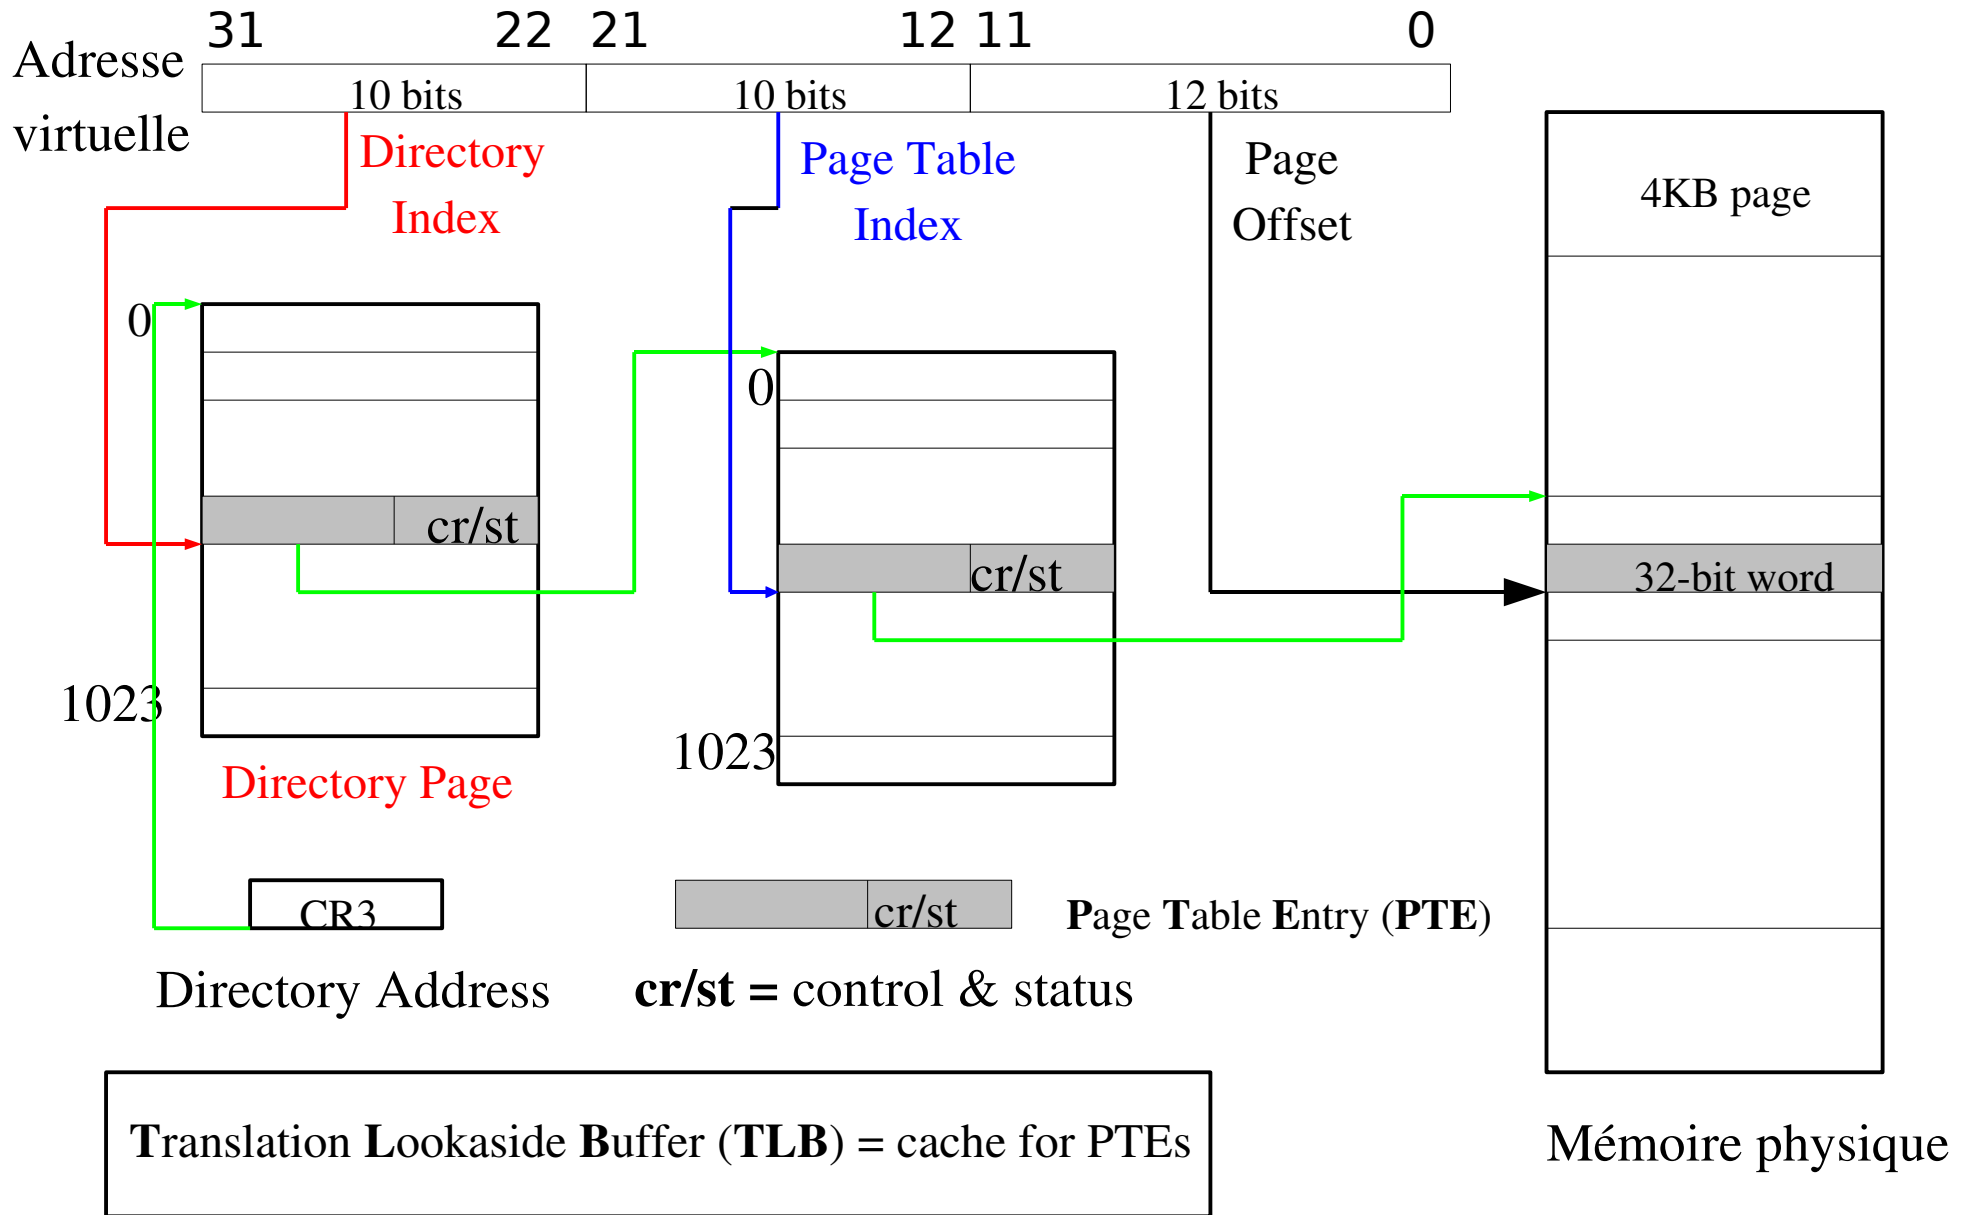 31 22 21 12 11 0
Adresse
virtuelle
10 bits 10 bits 12 bits
Directory
Index
Page Table
Index
Page
Offset
4KB page
0
cr/st
1023
Directory Page
0
cr/st
1023
32-bit word
CR3
Directory Address
cr/st
Page Table Entry (PTE)
cr/st = control & status
Translation Lookaside Buffer (TLB) = cache for PTEs
Mémoire physique